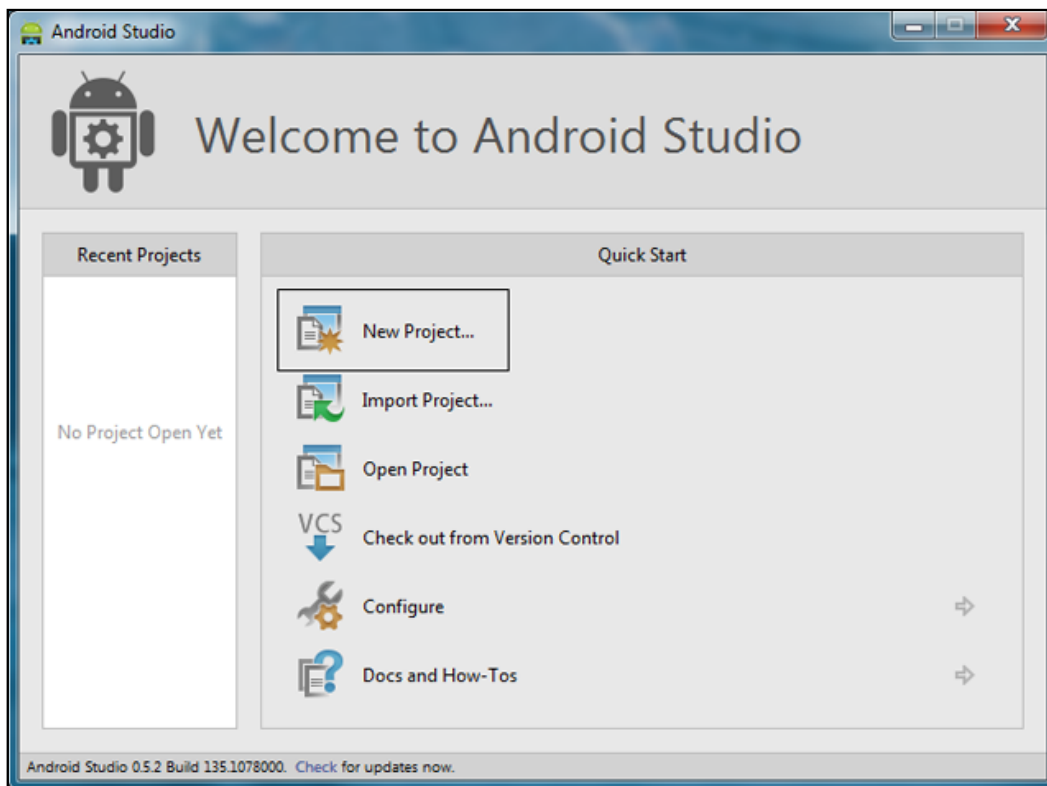 Android Studio
Welcome to Android Studio
Recent Projects
No Project Open Yet
Quick Start
New Project...
Import Project...
Open Project
VCS
Check out from Version Control
Configure
Docs and How-Tos
Android Studio 0.5.2 Build 135.1078000. Check for updates now.